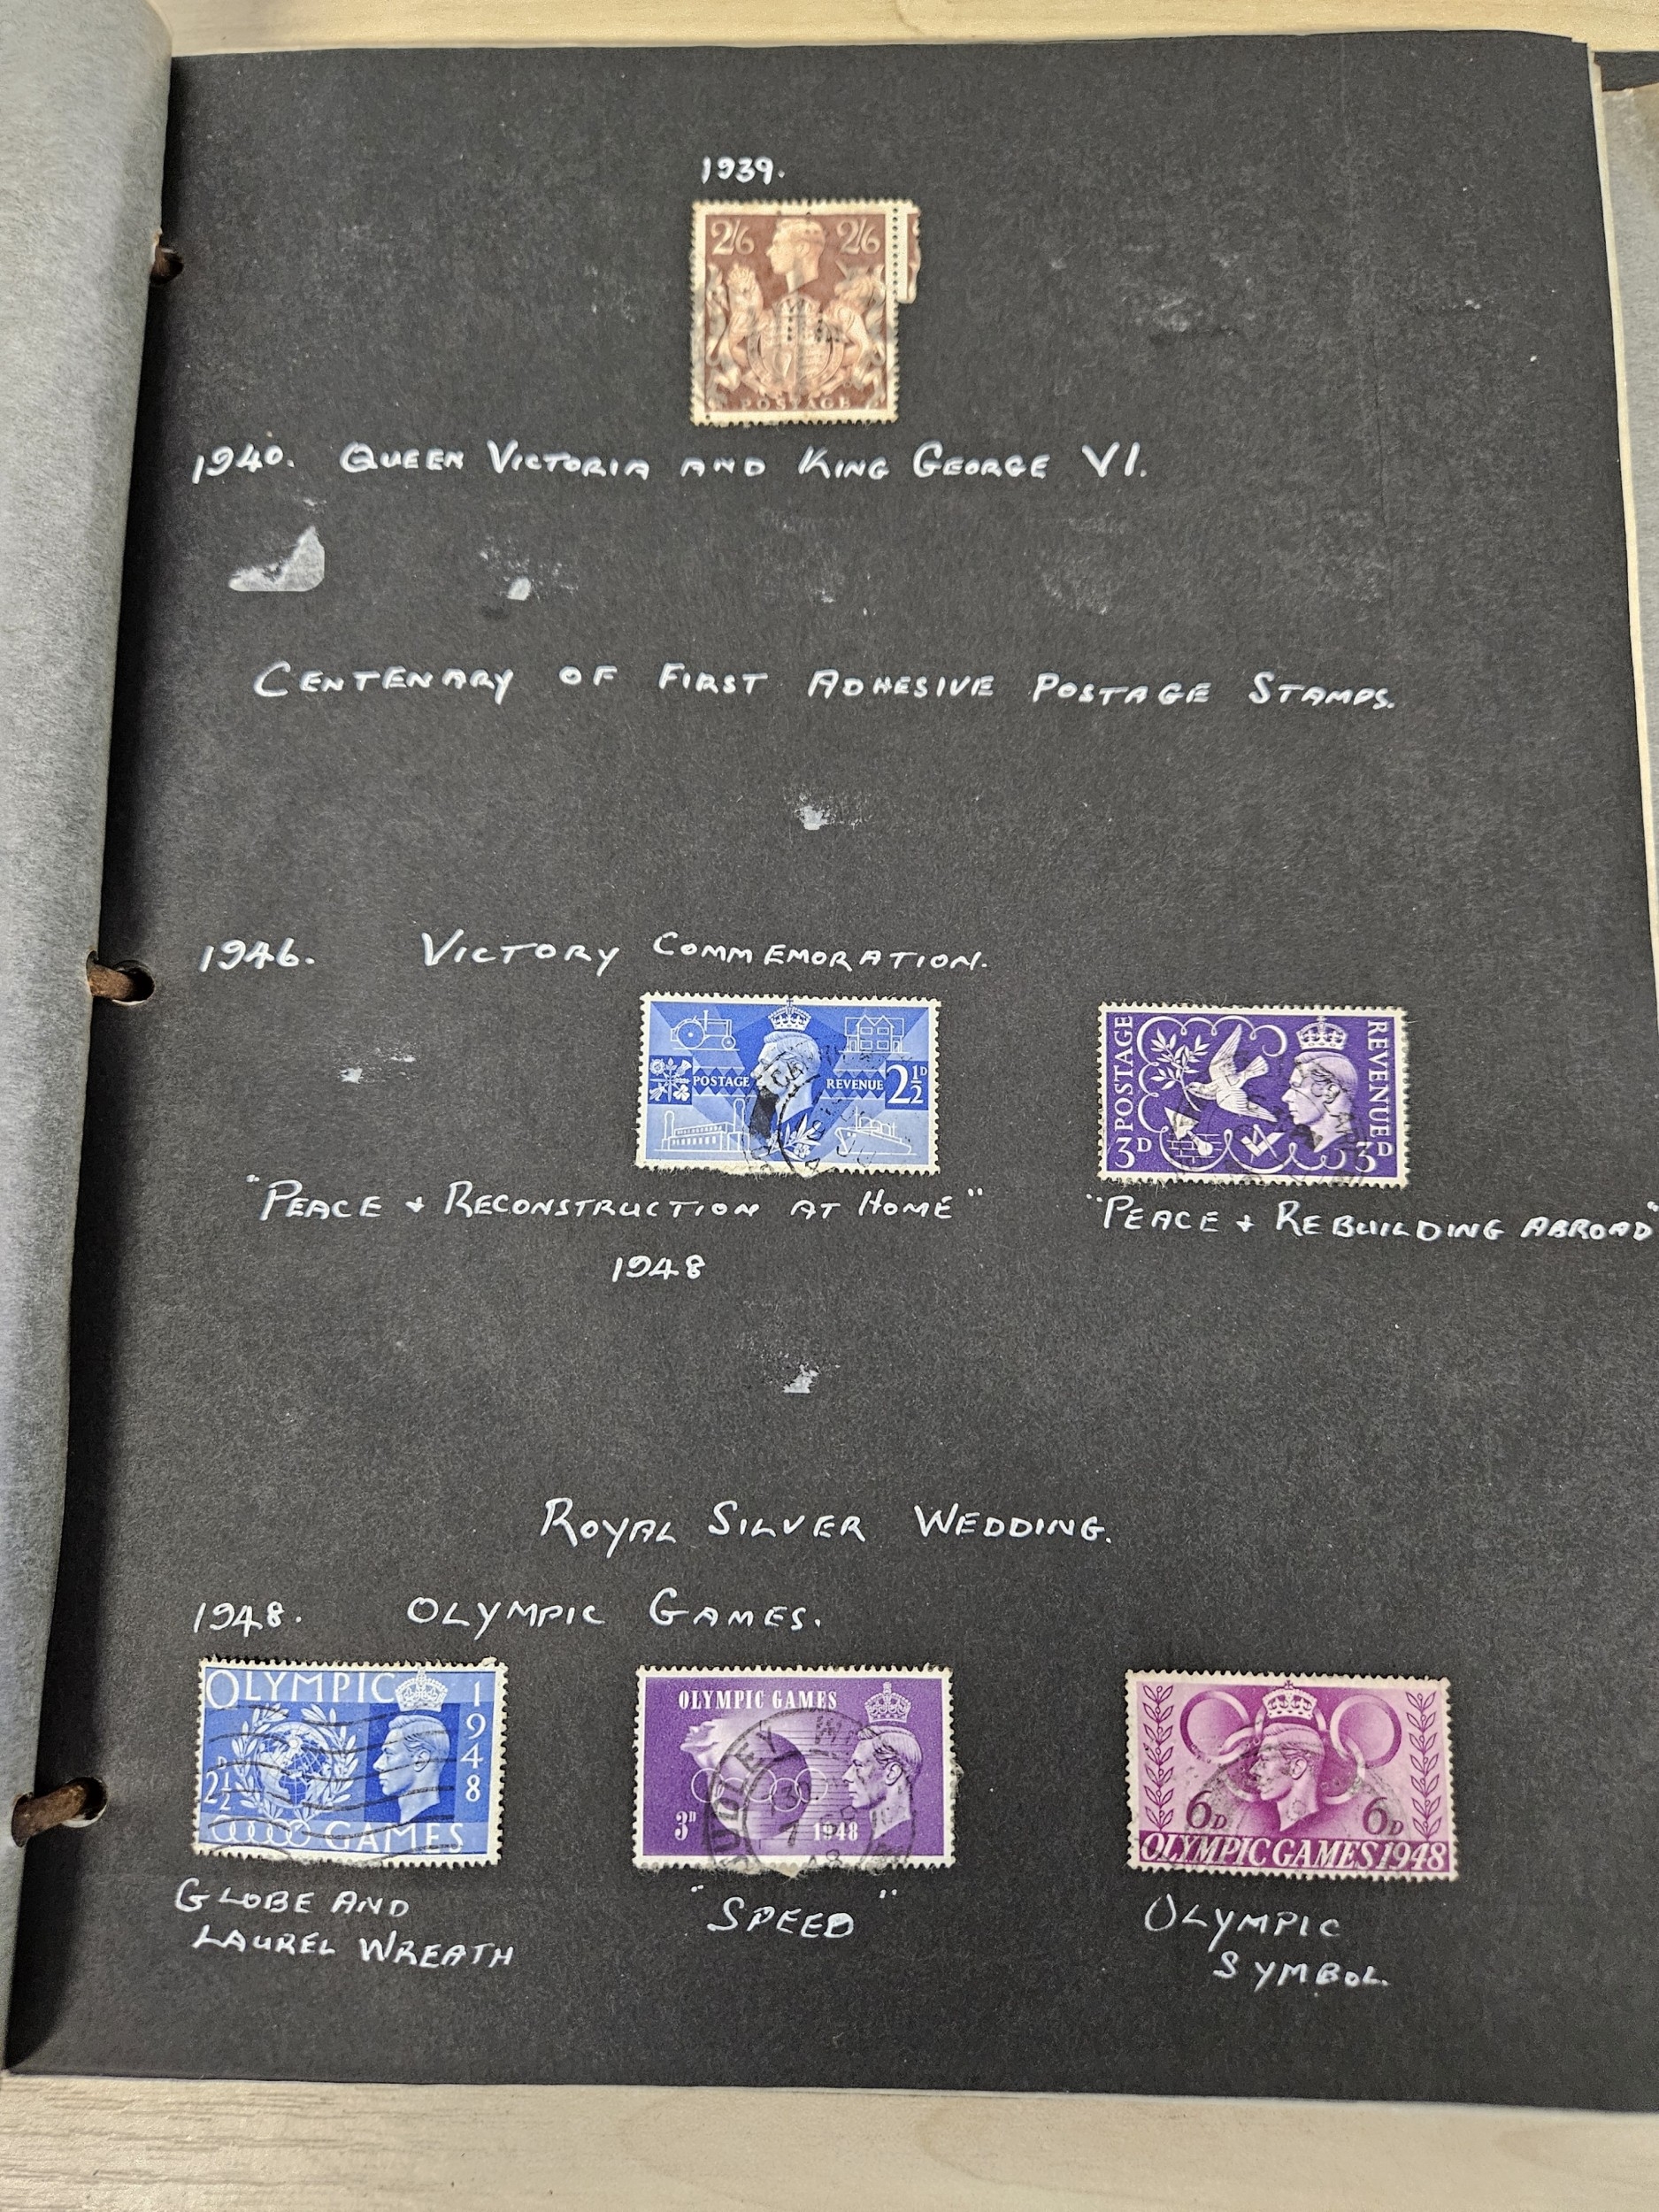 1939.
2/6 2/6
POSTAGE
1940. QUEEN VICTORIA AND KING GEORGE VI.
CENTENARY OF FIRST ADHESIVE POSTAGE STAMPS.
1946. VICTORY COMMEMORATION.
POSTAGE REVENUE 2½D
POSTAGE REVENUE
3D 3D
"PEACE + RECONSTRUCTION AT HOME" "PEACE + REBUILDING ABROAD"
1948
ROYAL SILVER WEDDING.
1948. OLYMPIC GAMES.
OLYMPIC 1948
2½D
GAMES
OLYMPIC GAMES
3D 1948
6D 6D
OLYMPIC GAMES 1948
GLOBE AND
LAUREL WREATH
"SPEED"
OLYMPIC
SYMBOL.